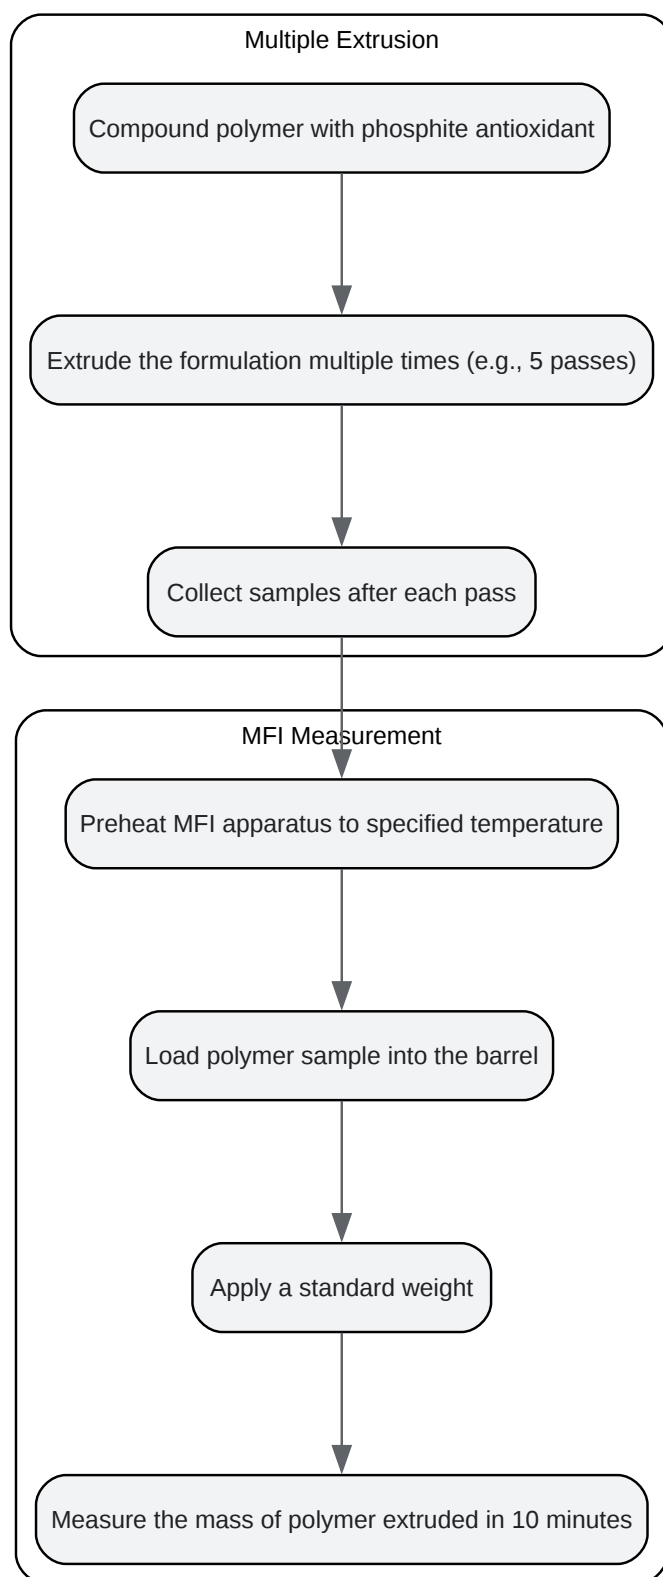 Multiple Extrusion
Compound polymer with phosphite antioxidant
Extrude the formulation multiple times (e.g., 5 passes)
Collect samples after each pass
MFI Measurement
Preheat MFI apparatus to specified temperature
Load polymer sample into the barrel
Apply a standard weight
Measure the mass of polymer extruded in 10 minutes